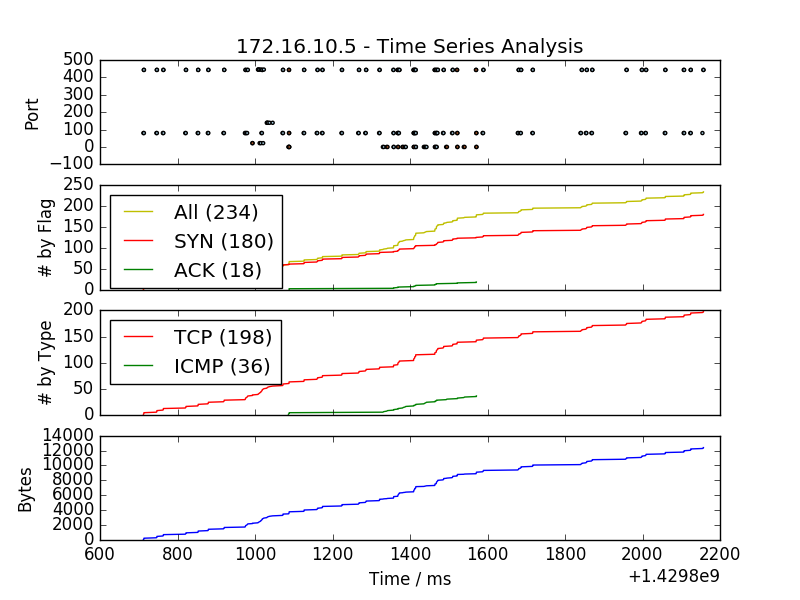 172.16.10.5 - Time Series Analysis
500
400
300
200
100
0
−100
Port
250
200
150
100
50
0
# by Flag
All (234)
SYN (180)
ACK (18)
200
150
100
50
0
# by Type
TCP (198)
ICMP (36)
14000
12000
10000
8000
6000
4000
2000
0
Bytes
600 800 1000 1200 1400 1600 1800 2000 2200
Time / ms
+1.4298e9